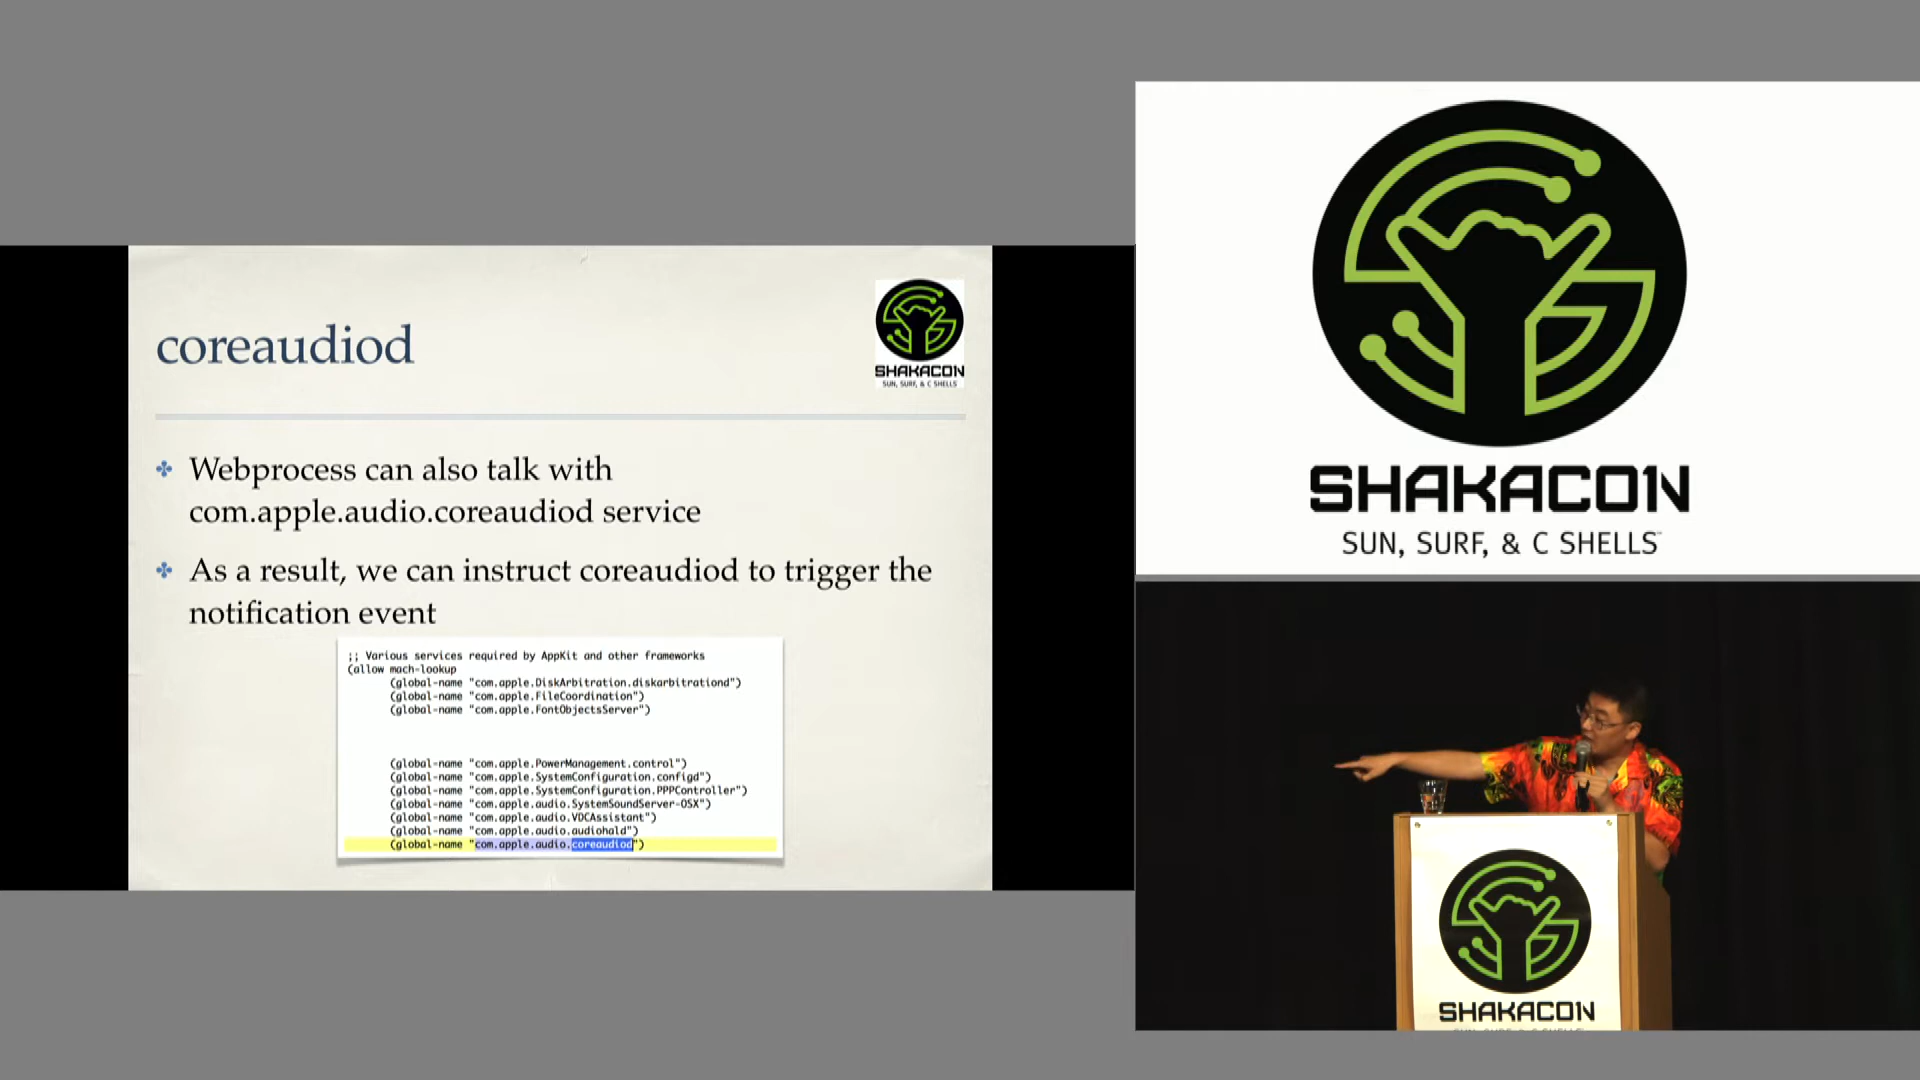 coreaudiod
SHAKACON
SUN, SURF, & C SHELLS
Webprocess can also talk with
com.apple.audio.coreaudiod service
As a result, we can instruct coreaudiod to trigger the
notification event
;; Various services required by AppKit and other frameworks
(allow mach-lookup
(global-name "com.apple.DiskArbitration.diskarbitrationd")
(global-name "com.apple.FileCoordination")
(global-name "com.apple.FontObjectsServer")
(global-name "com.apple.PowerManagement.control")
(global-name "com.apple.SystemConfiguration.configd")
(global-name "com.apple.SystemConfiguration.PPPController")
(global-name "com.apple.audio.SystemSoundServer-OSX")
(global-name "com.apple.audio.VDCAssistant")
(global-name "com.apple.audio.audiohald")
(global-name "com.apple.audio.coreaudiod")
SHAKACON
SUN, SURF, & C SHELLS
SHAKACON